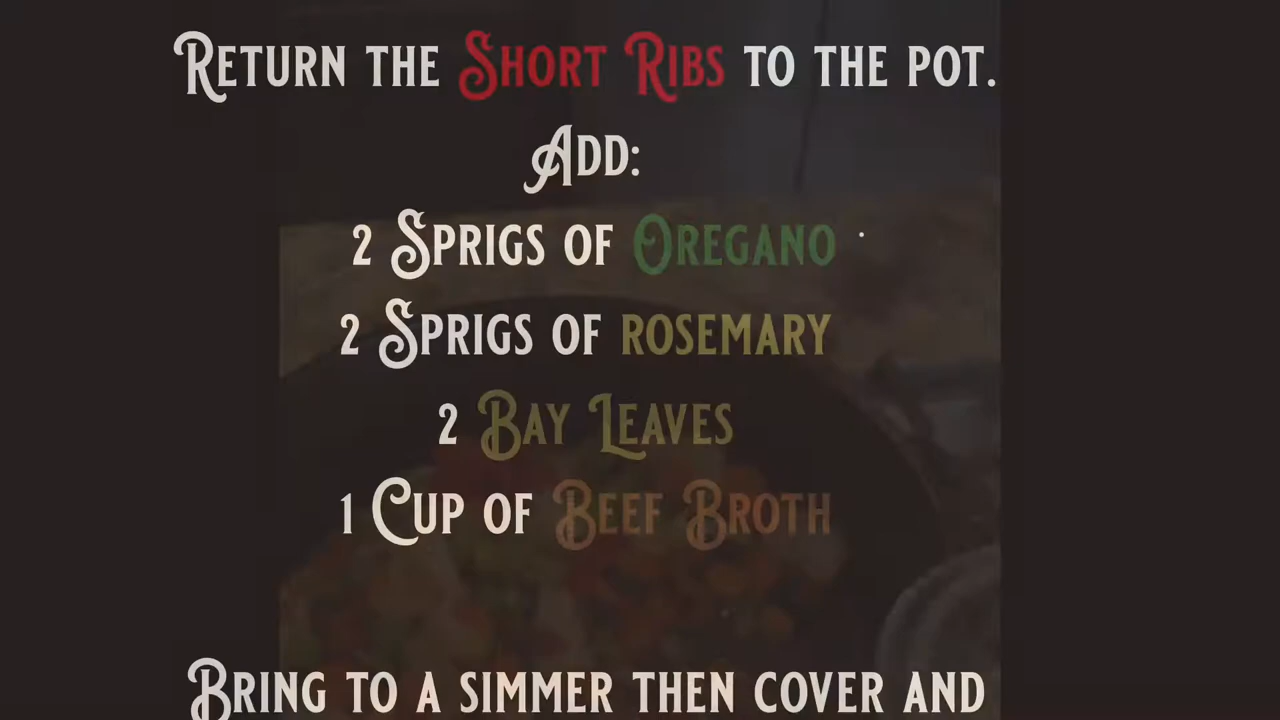 Return the Short Ribs to the pot.
Add:
2 Sprigs of Oregano
2 Sprigs of rosemary
2 Bay Leaves
1 Cup of Beef Broth
Bring to a simmer then cover and